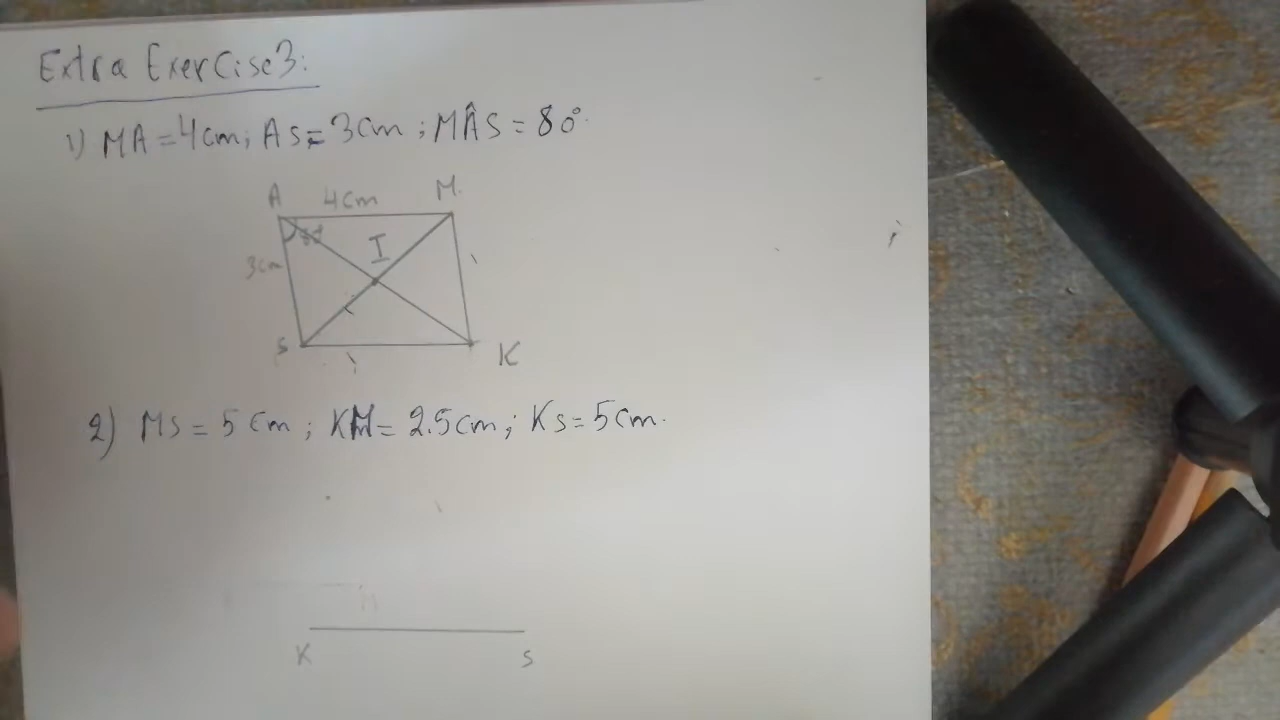 Extra Exercise 3:
1) MA = 4cm; AS = 3cm; MÂS = 80°.
A 4cm M
3cm I
S K
2) MS = 5cm; KM = 2.5cm; KS = 5cm.
K S